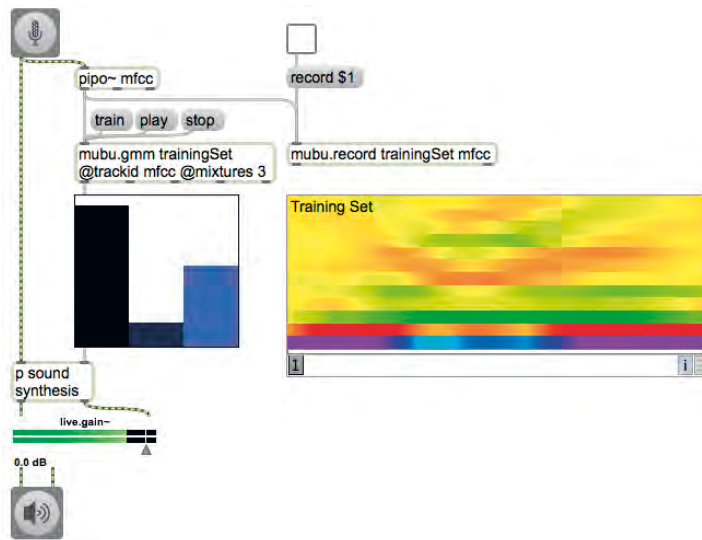 pipo~ mfcc
record $1
train play stop
mubu.gmm trainingSet
@trackid mfcc @mixtures 3
mubu.record trainingSet mfcc
Training Set
1
i
p sound
synthesis
live.gain~
0.0 dB